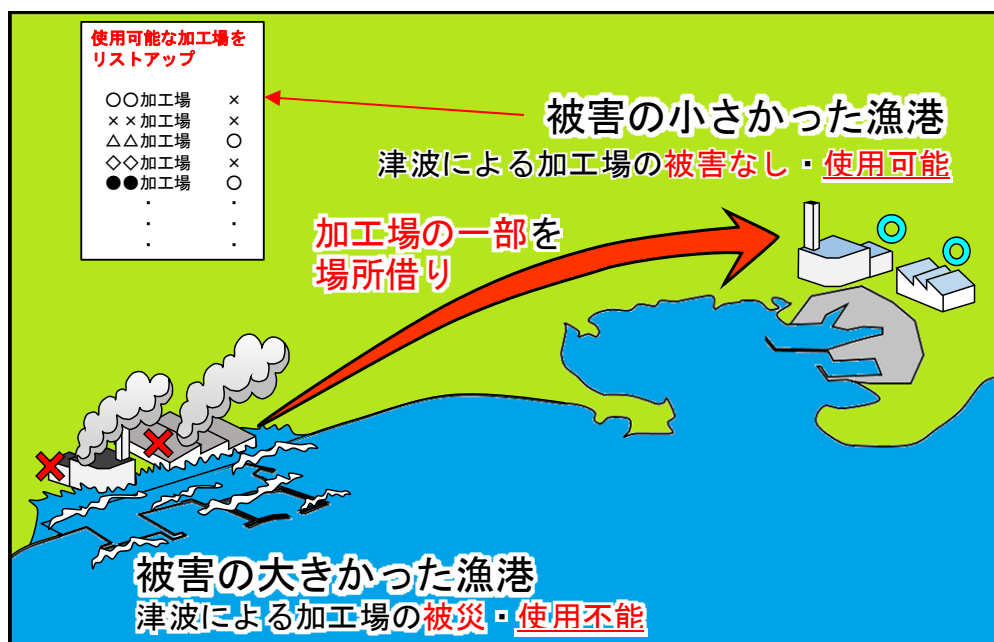 使用可能な加工場を
リストアップ
○○加工場 ×
××加工場 ×
△△加工場 ○
◇◇加工場 ×
●●加工場 ○
・ ・
・ ・
・ ・
被害の小さかった漁港
津波による加工場の被害なし・使用可能
加工場の一部を
場所借り
被害の大きかった漁港
津波による加工場の被災・使用不能